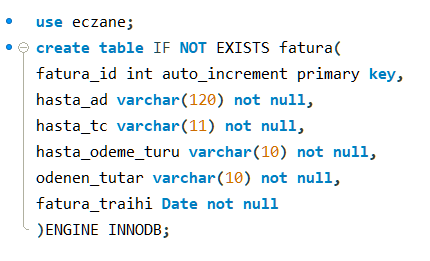 use eczane;
create table IF NOT EXISTS fatura(
fatura_id int auto_increment primary key,
hasta_ad varchar(120) not null,
hasta_tc varchar(11) not null,
hasta_odeme_turu varchar(10) not null,
odenen_tutar varchar(10) not null,
fatura_traihi Date not null
)ENGINE INNODB;